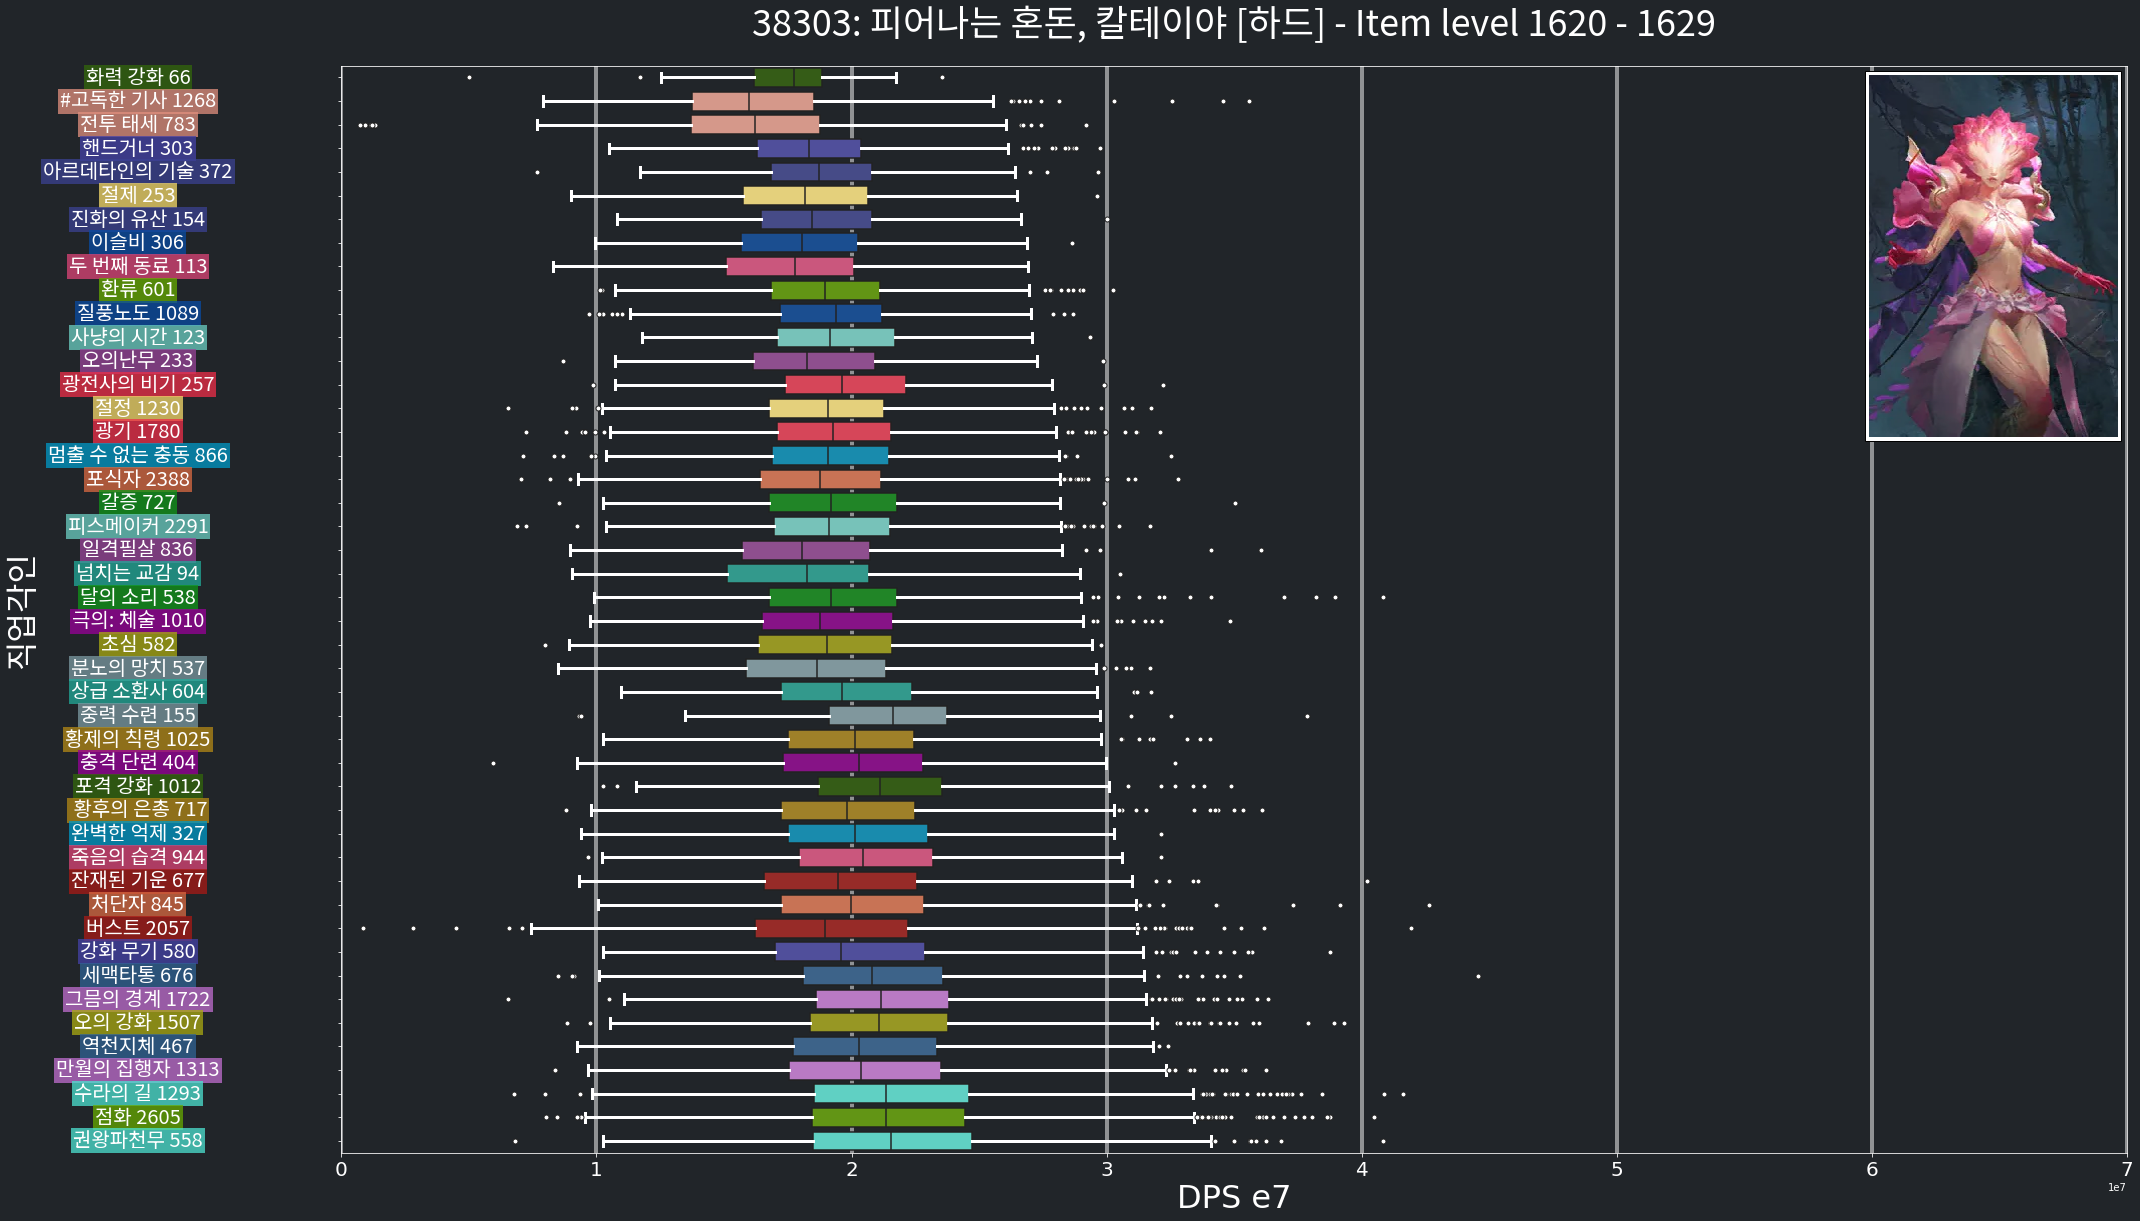 38303: 피어나는 혼돈, 칼테이야 [하드] - Item level 1620 - 1629
직업각인
화력 강화 66
#고독한 기사 1268
전투 태세 783
핸드거너 303
아르데타인의 기술 372
절제 253
진화의 유산 154
이슬비 306
두 번째 동료 113
환류 601
질풍노도 1089
사냥의 시간 123
오의난무 233
광전사의 비기 257
절정 1230
광기 1780
멈출 수 없는 충동 866
포식자 2388
갈증 727
피스메이커 2291
일격필살 836
넘치는 교감 94
달의 소리 538
극의: 체술 1010
초심 582
분노의 망치 537
상급 소환사 604
중력 수련 155
황제의 칙령 1025
충격 단련 404
포격 강화 1012
황후의 은총 717
완벽한 억제 327
죽음의 습격 944
잔재된 기운 677
처단자 845
버스트 2057
강화 무기 580
세맥타통 676
그믐의 경계 1722
오의 강화 1507
역천지체 467
만월의 집행자 1313
수라의 길 1293
점화 2605
권왕파천무 558
0 1 2 3 4 5 6 7
DPS e7
1e7